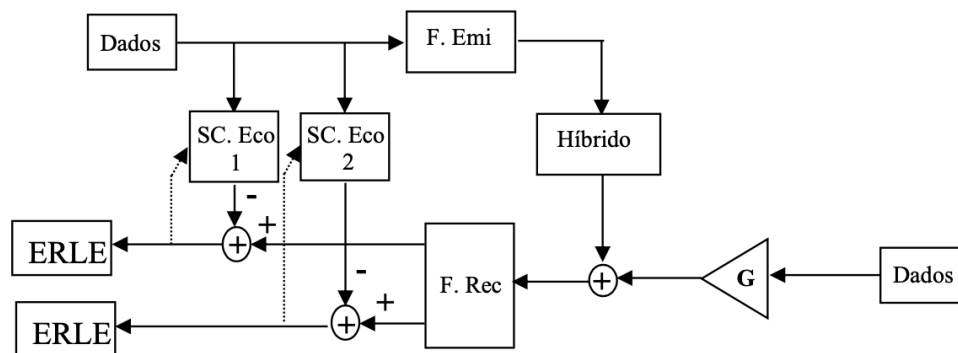 Dados
F. Emi
SC. Eco
1
SC. Eco
2
Híbrido
-
+
ERLE
+
F. Rec
+
G
Dados
-
+
ERLE
+